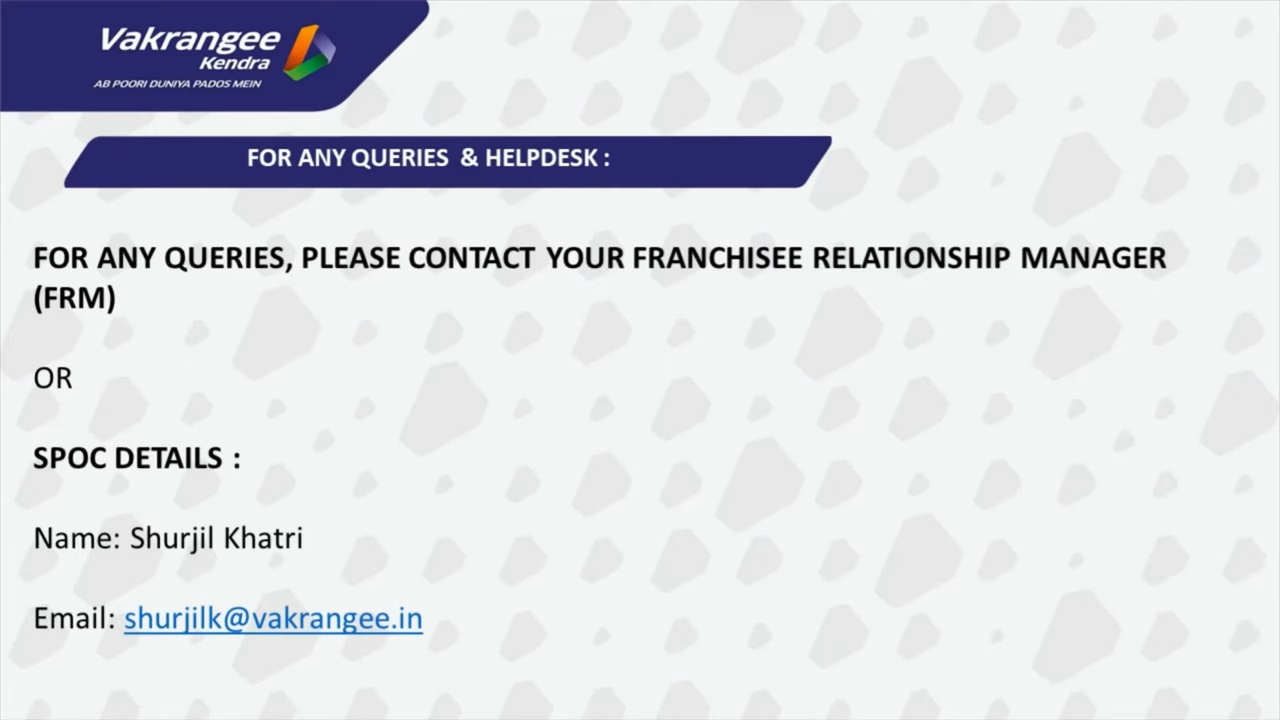 Vakrangee
Kendra
AB POORI DUNIYA PADOS MEIN
FOR ANY QUERIES & HELPDESK :
FOR ANY QUERIES, PLEASE CONTACT YOUR FRANCHISEE RELATIONSHIP MANAGER
(FRM)
OR
SPOC DETAILS :
Name: Shurjil Khatri
Email: shurjilk@vakrangee.in